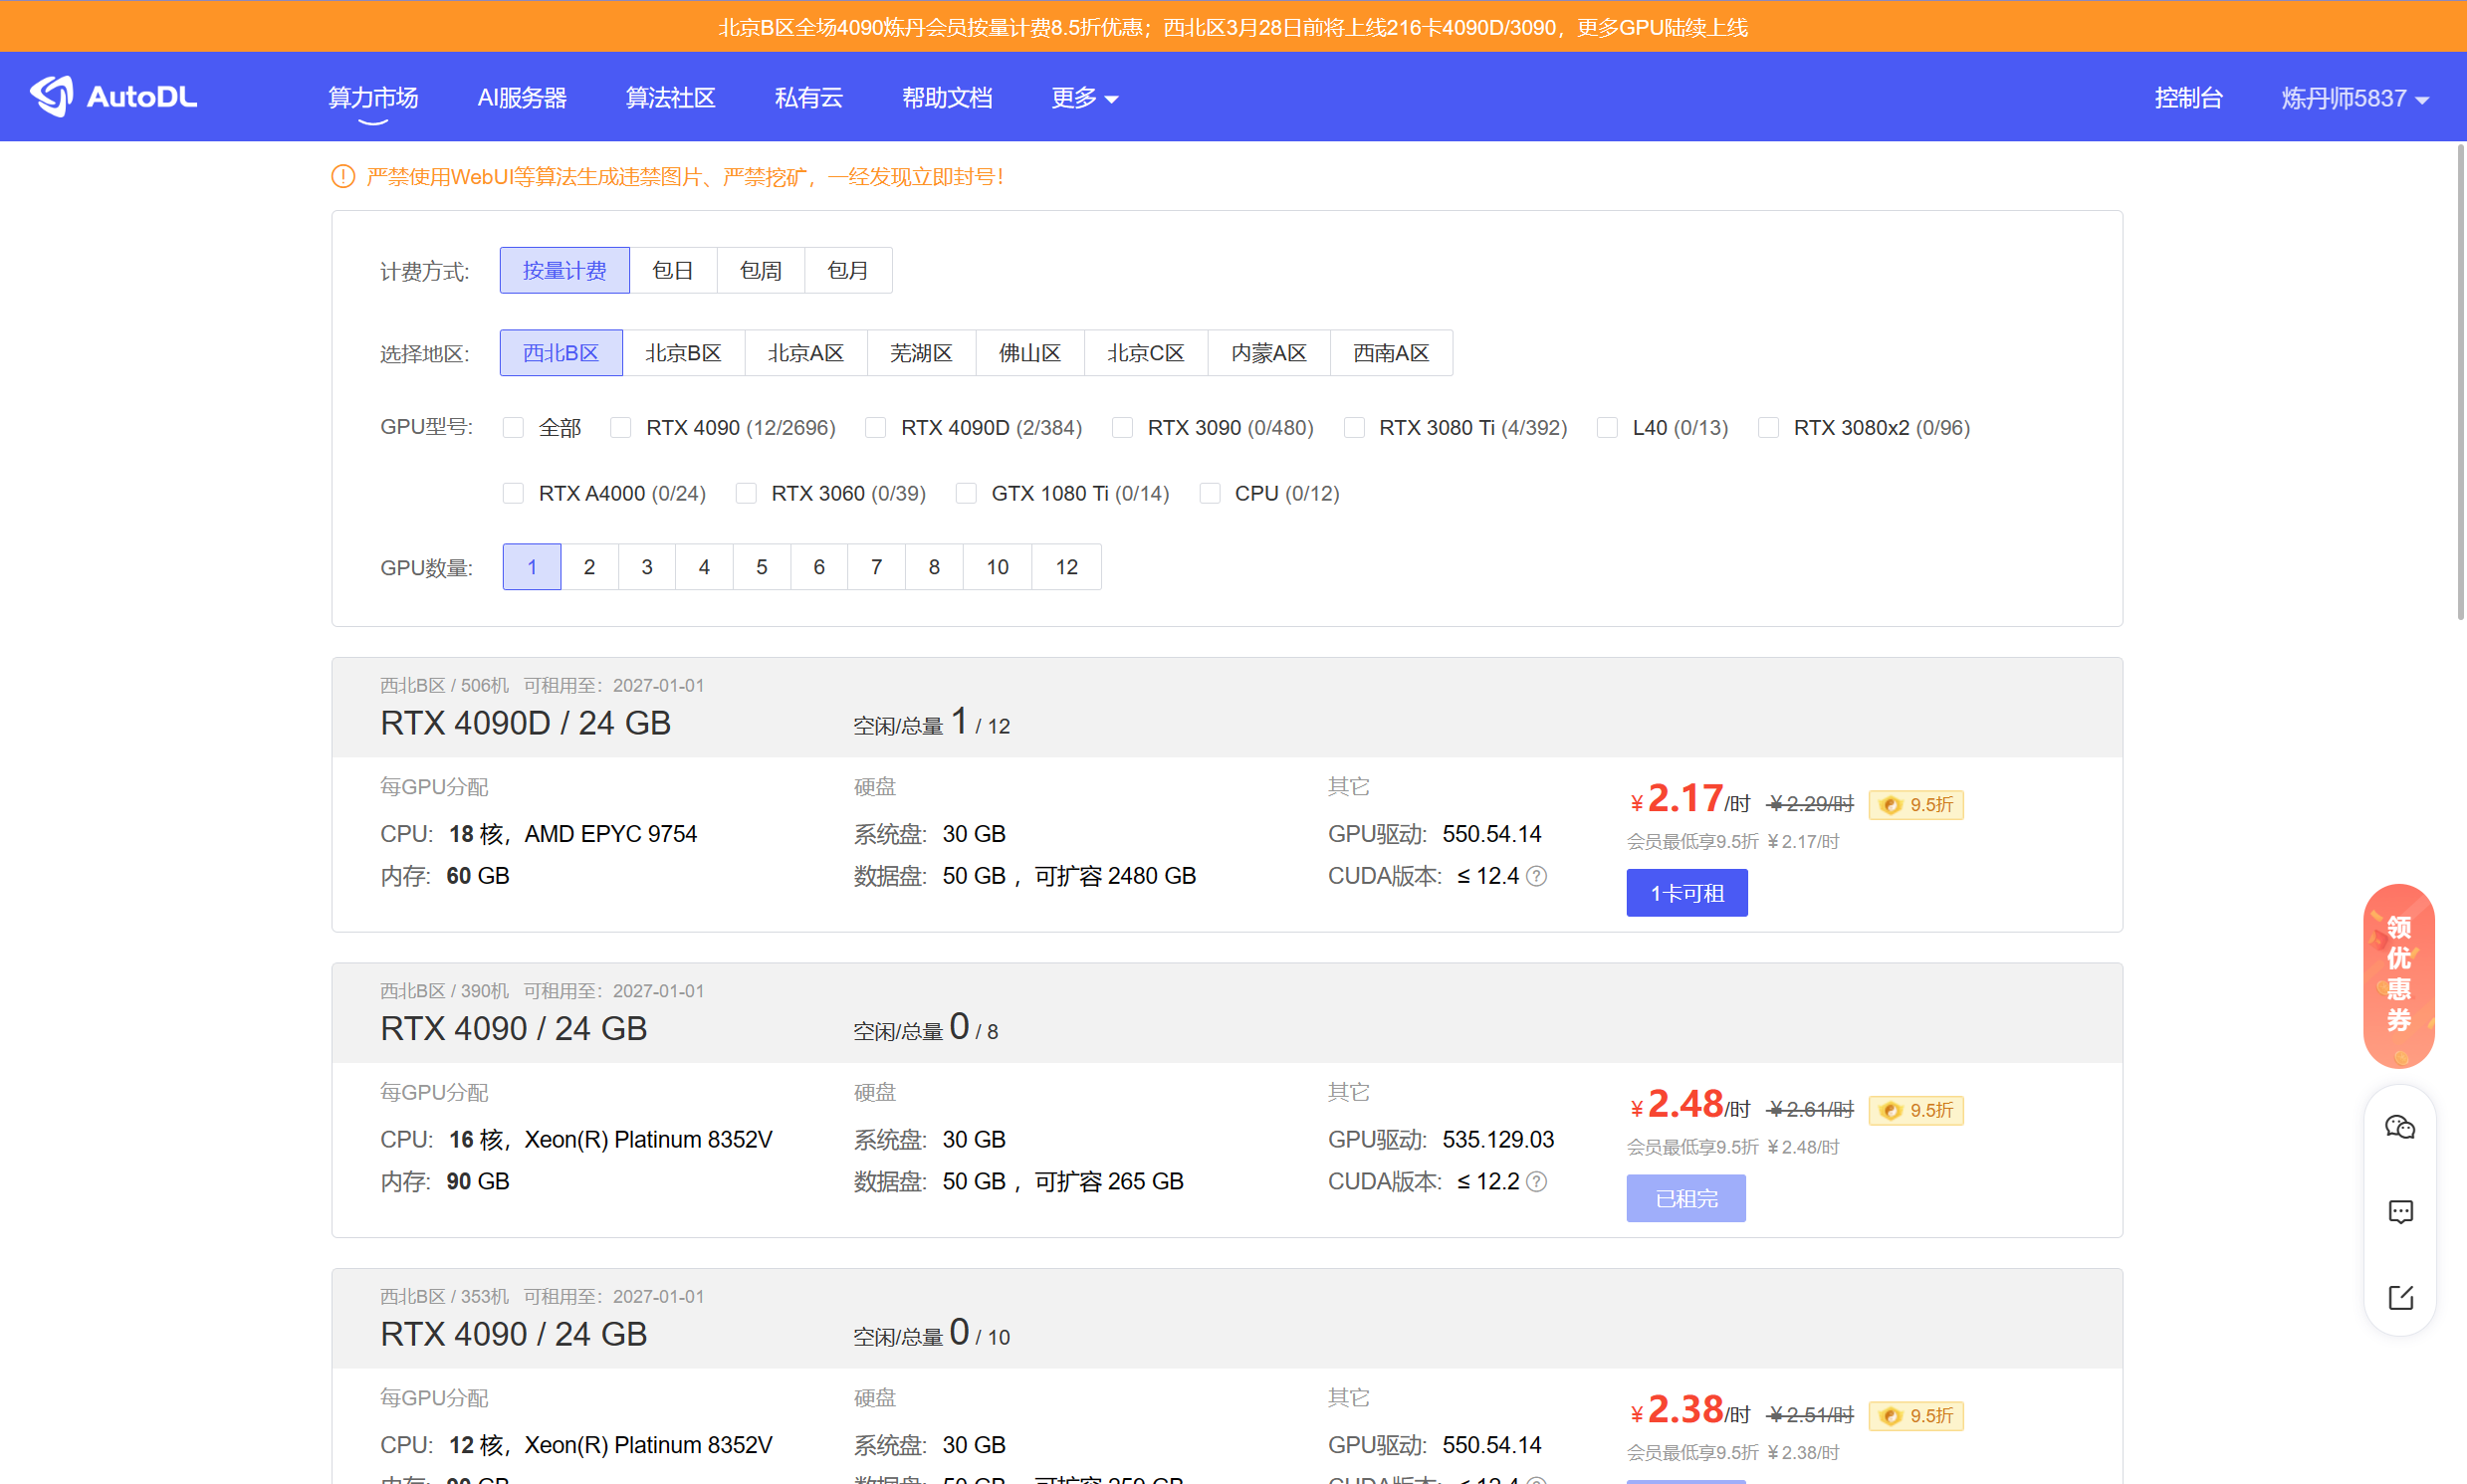 北京B区全场4090炼丹会员按量计费8.5折优惠；西北区3月28日前将上线216卡4090D/3090，更多GPU陆续上线
AutoDL 算力市场 AI服务器 算法社区 私有云 帮助文档 更多 控制台 炼丹师5837
严禁使用WebUI等算法生成违禁图片、严禁挖矿，一经发现立即封号！
计费方式: 按量计费 包日 包周 包月
选择地区: 西北B区 北京B区 北京A区 芜湖区 佛山区 北京C区 内蒙A区 西南A区
GPU型号: 全部 RTX 4090 (12/2696) RTX 4090D (2/384) RTX 3090 (0/480) RTX 3080 Ti (4/392) L40 (0/13) RTX 3080x2 (0/96)
RTX A4000 (0/24) RTX 3060 (0/39) GTX 1080 Ti (0/14) CPU (0/12)
GPU数量: 1 2 3 4 5 6 7 8 10 12
西北B区 / 506机 可租用至：2027-01-01
RTX 4090D / 24 GB 空闲/总量 1 / 12
每GPU分配 硬盘 其它
¥2.17/时 ¥2.29/时 9.5折
CPU: 18 核，AMD EPYC 9754 系统盘: 30 GB GPU驱动: 550.54.14
会员最低享9.5折 ¥2.17/时
内存: 60 GB 数据盘: 50 GB ，可扩容 2480 GB CUDA版本: ≤ 12.4 ?
1卡可租
西北B区 / 390机 可租用至：2027-01-01
RTX 4090 / 24 GB 空闲/总量 0 / 8
每GPU分配 硬盘 其它
¥2.48/时 ¥2.61/时 9.5折
CPU: 16 核，Xeon(R) Platinum 8352V 系统盘: 30 GB GPU驱动: 535.129.03
会员最低享9.5折 ¥2.48/时
内存: 90 GB 数据盘: 50 GB ，可扩容 265 GB CUDA版本: ≤ 12.2 ?
已租完
西北B区 / 353机 可租用至：2027-01-01
RTX 4090 / 24 GB 空闲/总量 0 / 10
每GPU分配 硬盘 其它
¥2.38/时 ¥2.51/时 9.5折
CPU: 12 核，Xeon(R) Platinum 8352V 系统盘: 30 GB GPU驱动: 550.54.14
会员最低享9.5折 ¥2.38/时
领优惠券